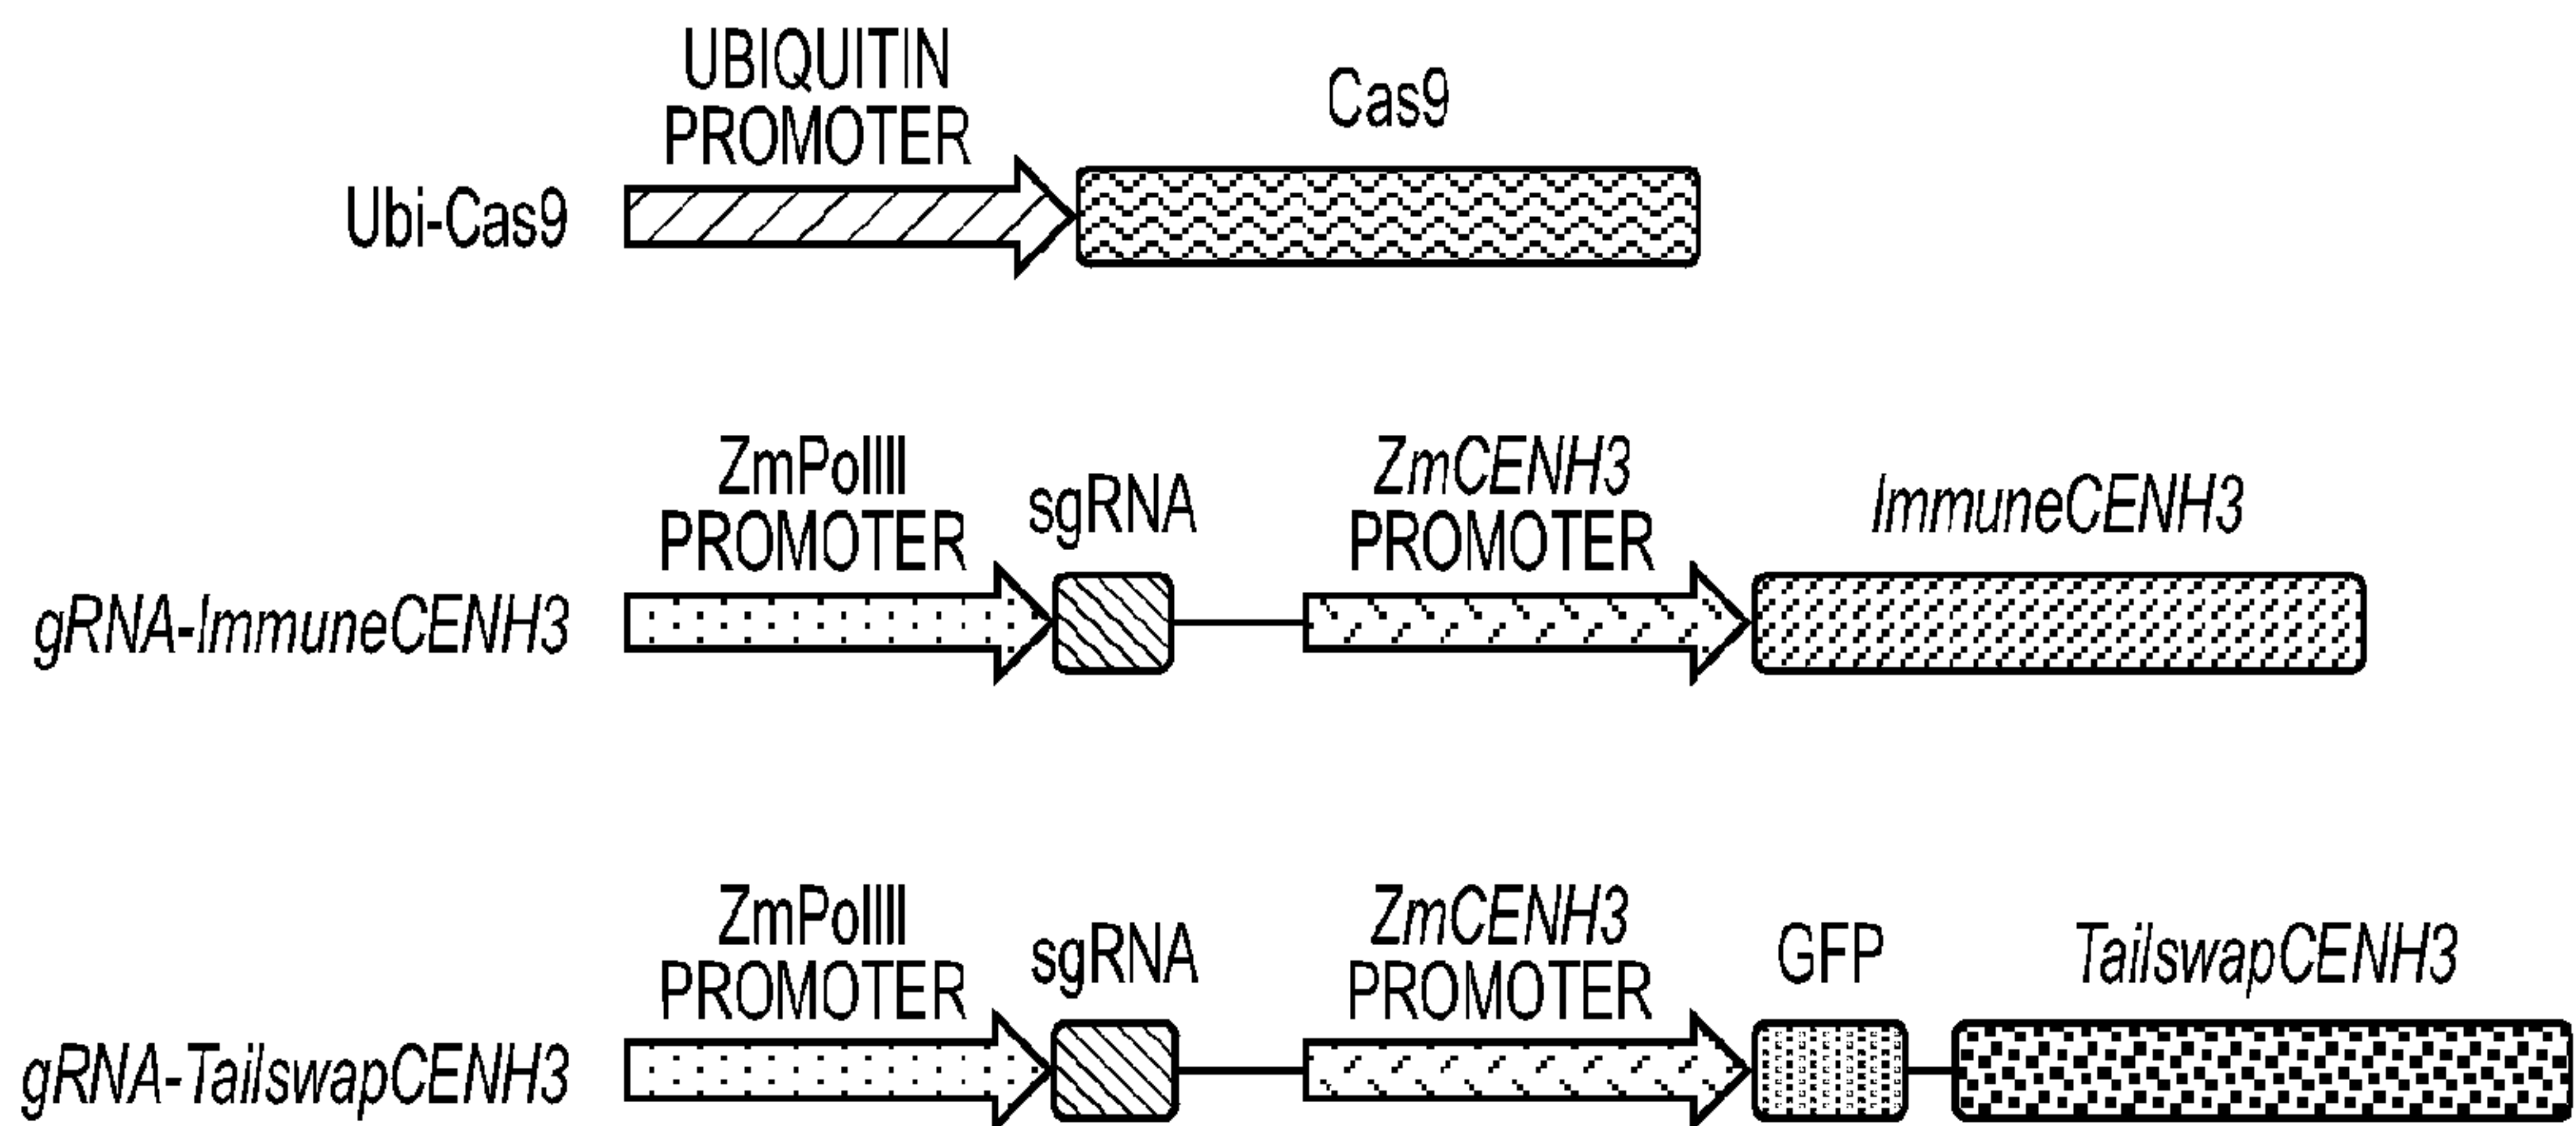 UBIQUITIN
PROMOTER
Cas9
Ubi-Cas9
ZmPolIII
PROMOTER
sgRNA
ZmCENH3
PROMOTER
ImmuneCENH3
gRNA-ImmuneCENH3
ZmPolIII
PROMOTER
sgRNA
ZmCENH3
PROMOTER
GFP
TailswapCENH3
gRNA-TailswapCENH3